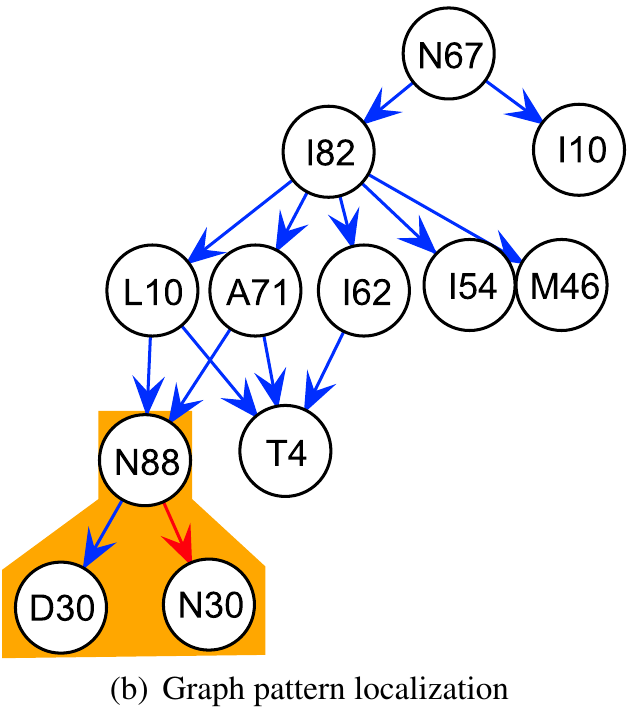 N67
I82
I10
L10
A71
I62
I54
M46
N88
T4
D30
N30
(b) Graph pattern localization